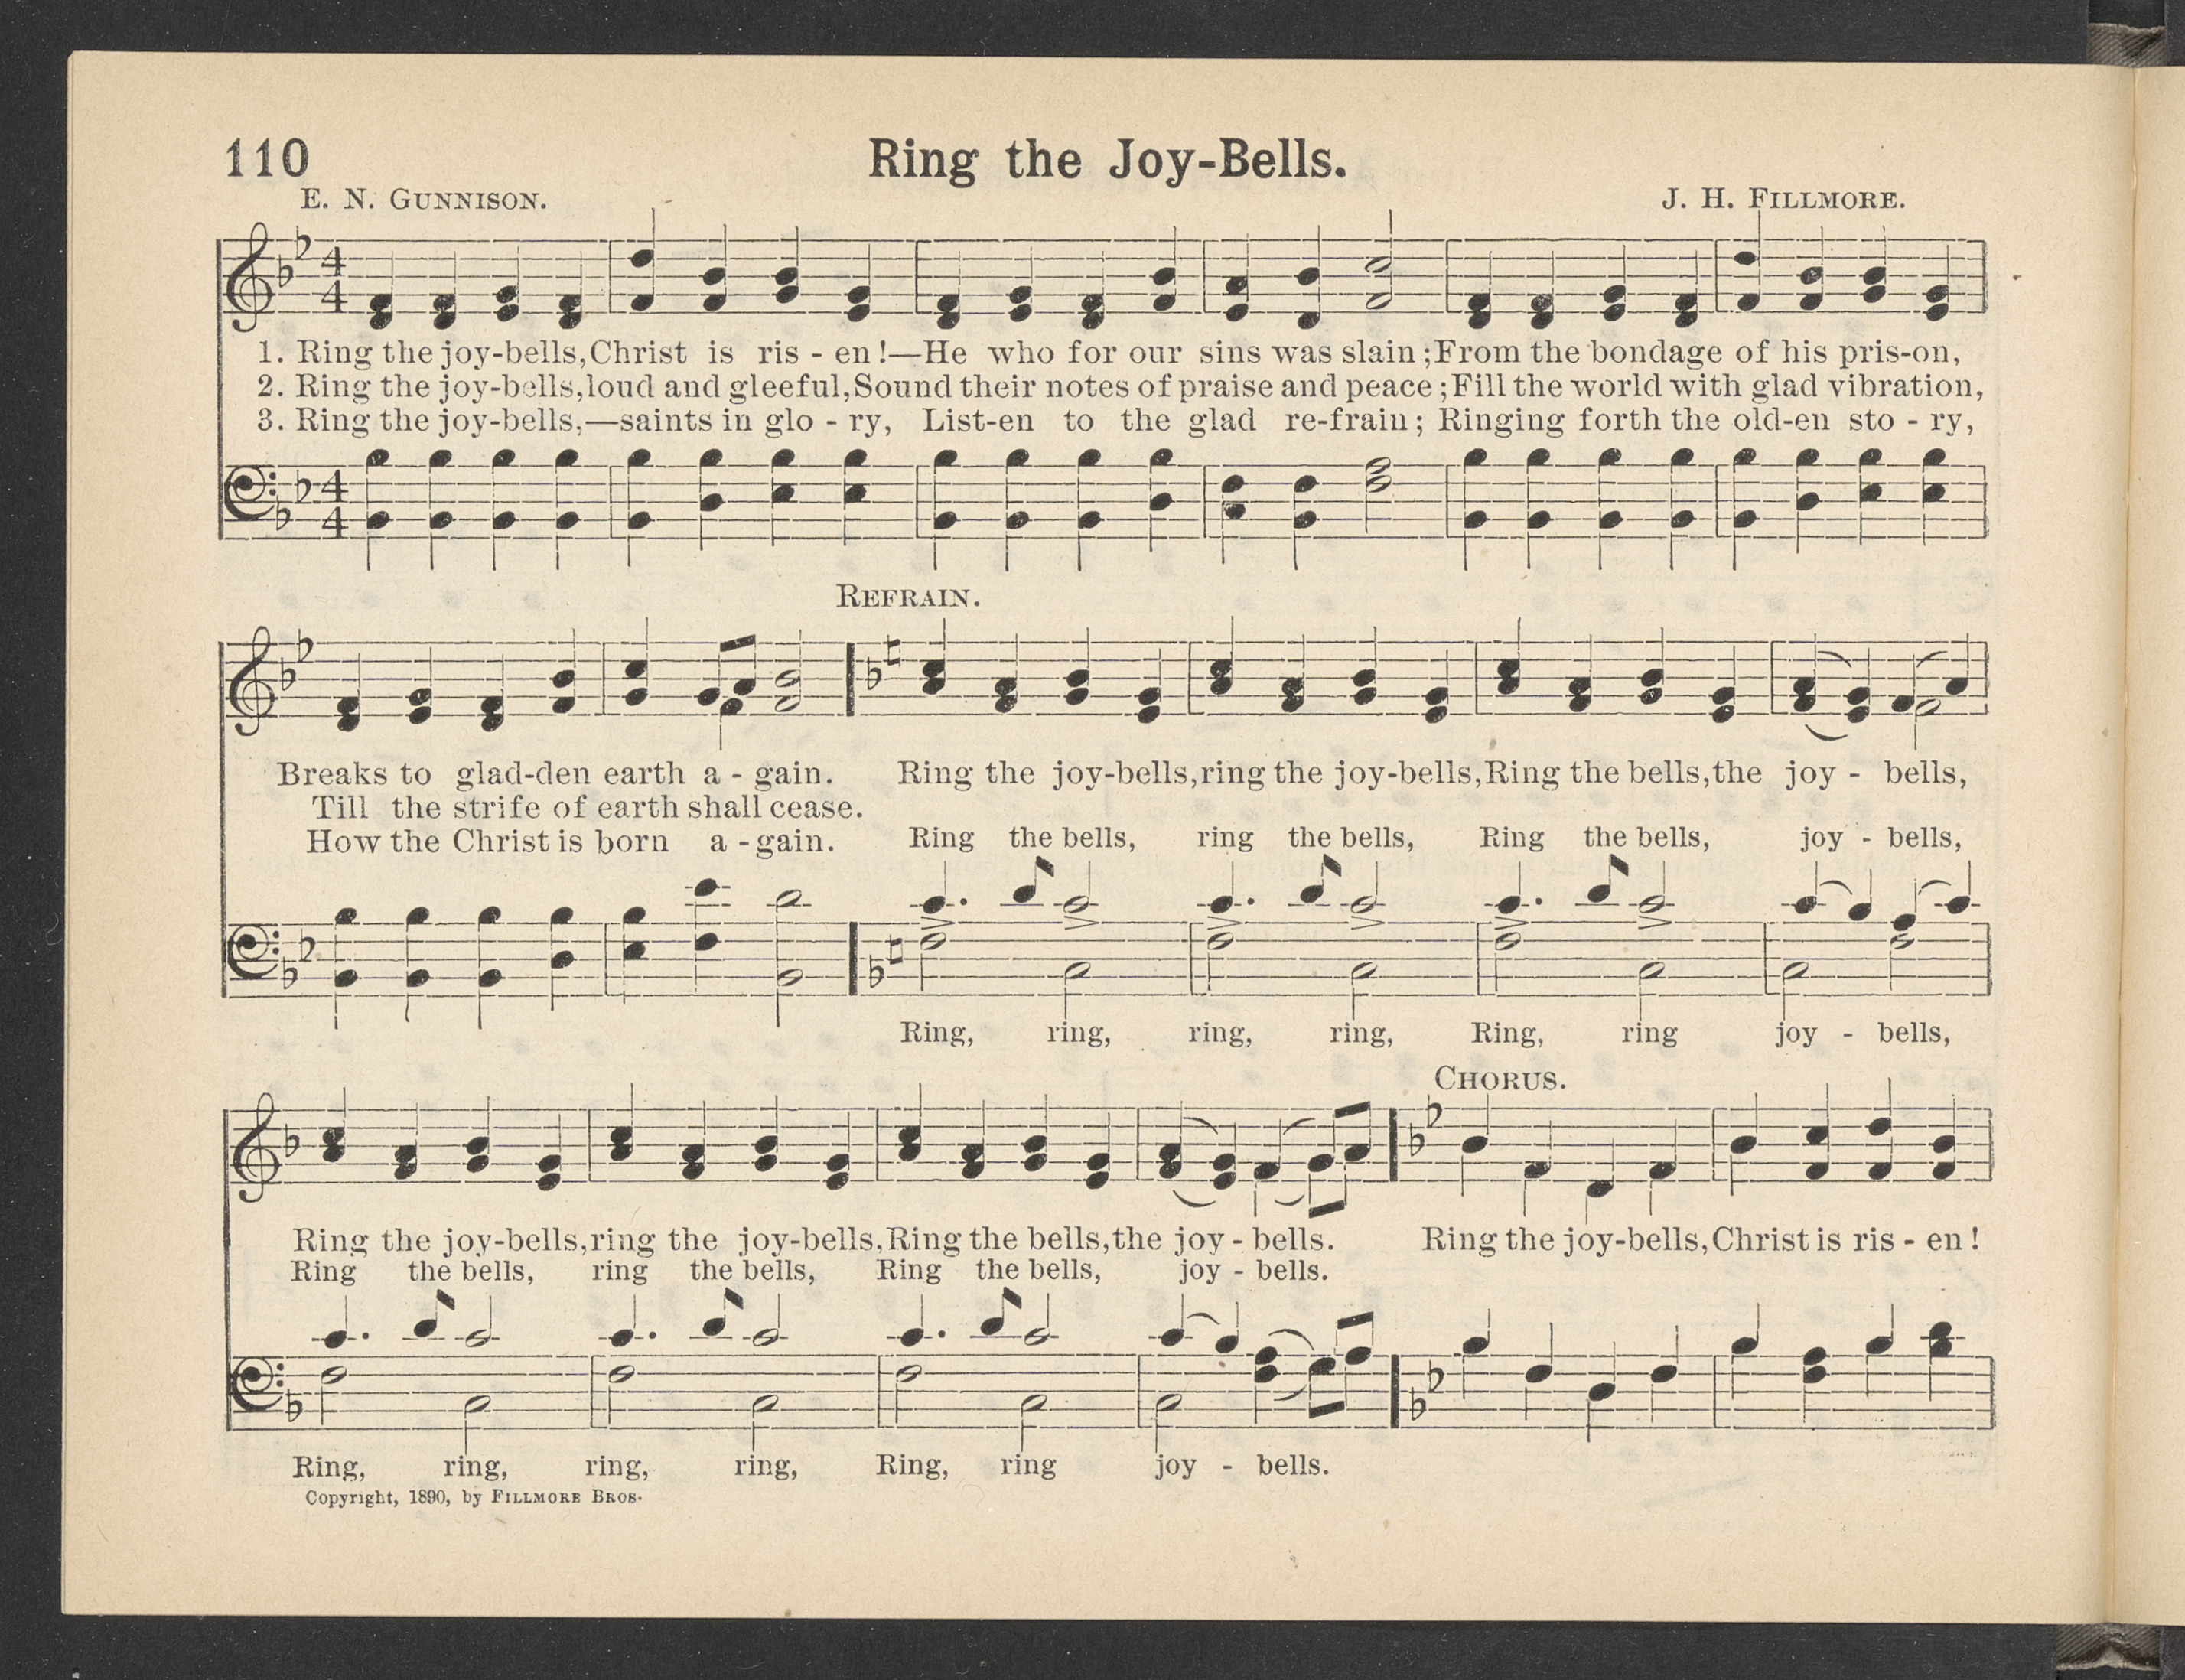 110
Ring the Joy-Bells.
E. N. GUNNISON.
J. H. FILLMORE.
4
4
1. Ring the joy-bells, Christ is ris - en!—He who for our sins was slain; From the bondage of his pris-on,
2. Ring the joy-bells, loud and gleeful, Sound their notes of praise and peace; Fill the world with glad vibration,
3. Ring the joy-bells,—saints in glo - ry, List-en to the glad re-frain; Ringing forth the old-en sto - ry,
4
4
REFRAIN.
Breaks to glad-den earth a - gain. Ring the joy-bells, ring the joy-bells, Ring the bells, the joy - bells,
Till the strife of earth shall cease.
How the Christ is born a - gain. Ring the bells, ring the bells, Ring the bells, joy - bells,
Ring, ring, ring, ring, Ring, ring joy - bells,
CHORUS.
Ring the joy-bells, ring the joy-bells, Ring the bells, the joy - bells. Ring the joy-bells, Christ is ris - en!
Ring the bells, ring the bells, Ring the bells, joy - bells.
Ring, ring, ring, ring, Ring, ring joy - bells.
Copyright, 1890, by FILLMORE BROS.